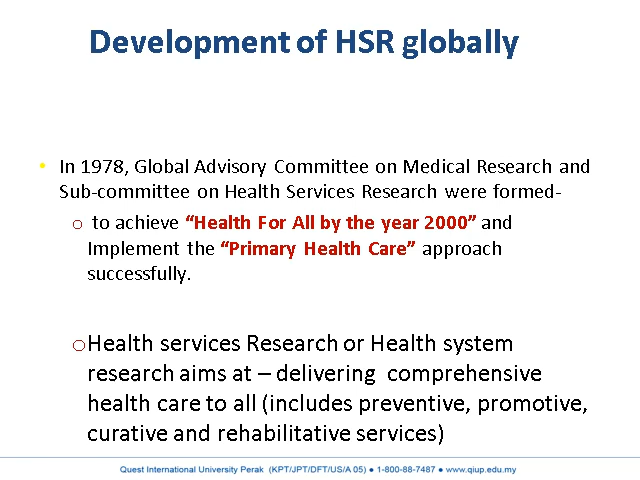 Development of HSR globally
• In 1978, Global Advisory Committee on Medical Research and
Sub-committee on Health Services Research were formed-
o to achieve “Health For All by the year 2000” and
Implement the “Primary Health Care” approach
successfully.
oHealth services Research or Health system
research aims at – delivering comprehensive
health care to all (includes preventive, promotive,
curative and rehabilitative services)
Quest International University Perak (KPT/JPT/DFT/US/A 05) ● 1-800-88-7487 ● www.qiup.edu.my